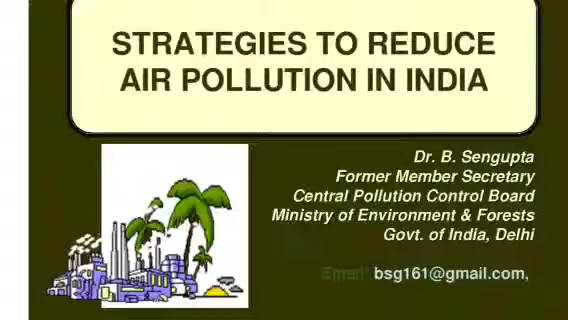 STRATEGIES TO REDUCE
AIR POLLUTION IN INDIA
Dr. B. Sengupta
Former Member Secretary
Central Pollution Control Board
Ministry of Environment & Forests
Govt. of India, Delhi
Email: bsg161@gmail.com,